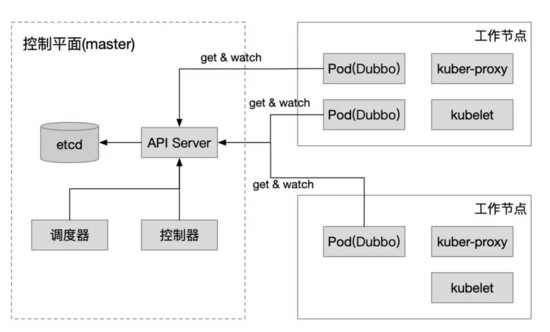 控制平面(master)
工作节点
get & watch
Pod(Dubbo)
kuber-proxy
get & watch
Pod(Dubbo)
kubelet
etcd
API Server
get & watch
工作节点
调度器
控制器
Pod(Dubbo)
kuber-proxy
kubelet